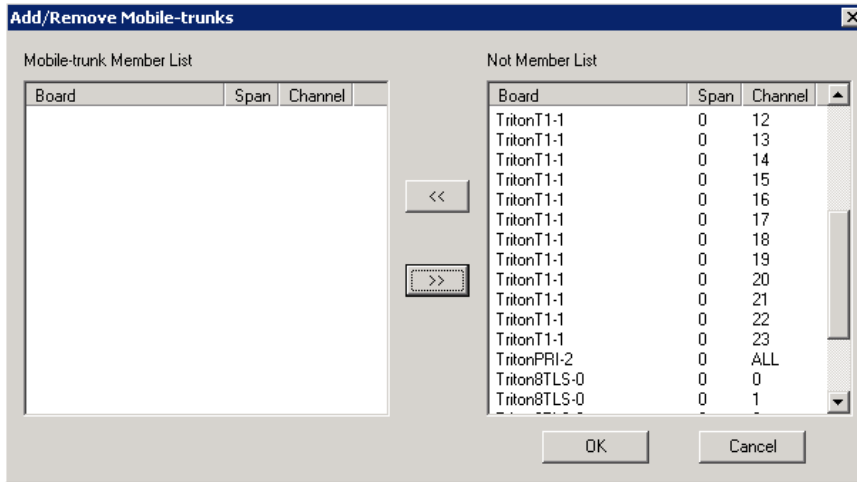 Add/Remove Mobile-trunks
Mobile-trunk Member List
Board Span Channel
<<
>>
Not Member List
Board Span Channel
TritonT1-1 0 12
TritonT1-1 0 13
TritonT1-1 0 14
TritonT1-1 0 15
TritonT1-1 0 16
TritonT1-1 0 17
TritonT1-1 0 18
TritonT1-1 0 19
TritonT1-1 0 20
TritonT1-1 0 21
TritonT1-1 0 22
TritonT1-1 0 23
TritonPRI-2 0 ALL
Triton8TLS-0 0 0
Triton8TLS-0 0 1
OK Cancel